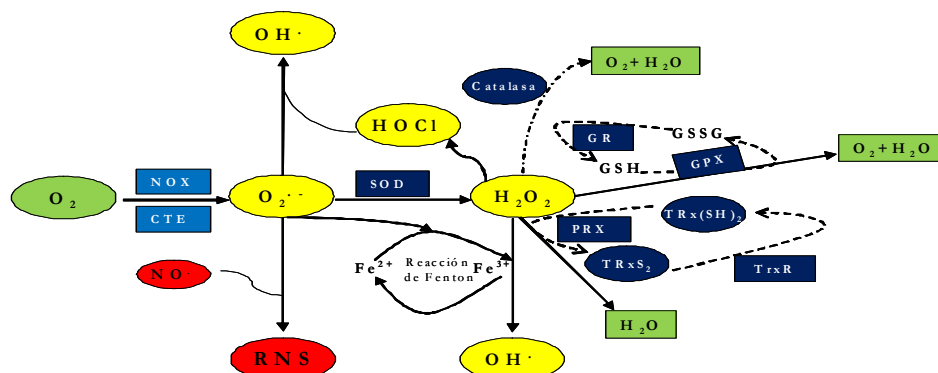 OH·
O₂+ H₂O
Catalasa
HOCl
GR
GSSG
GSH
GPX
O₂+ H₂O
NOX
O₂
O₂·⁻
SOD
H₂O₂
CTE
TRx(SH)₂
PRX
Fe²⁺
Reacción
de Fenton
Fe³⁺
TRxS₂
TrxR
NO·
H₂O
RNS
OH·